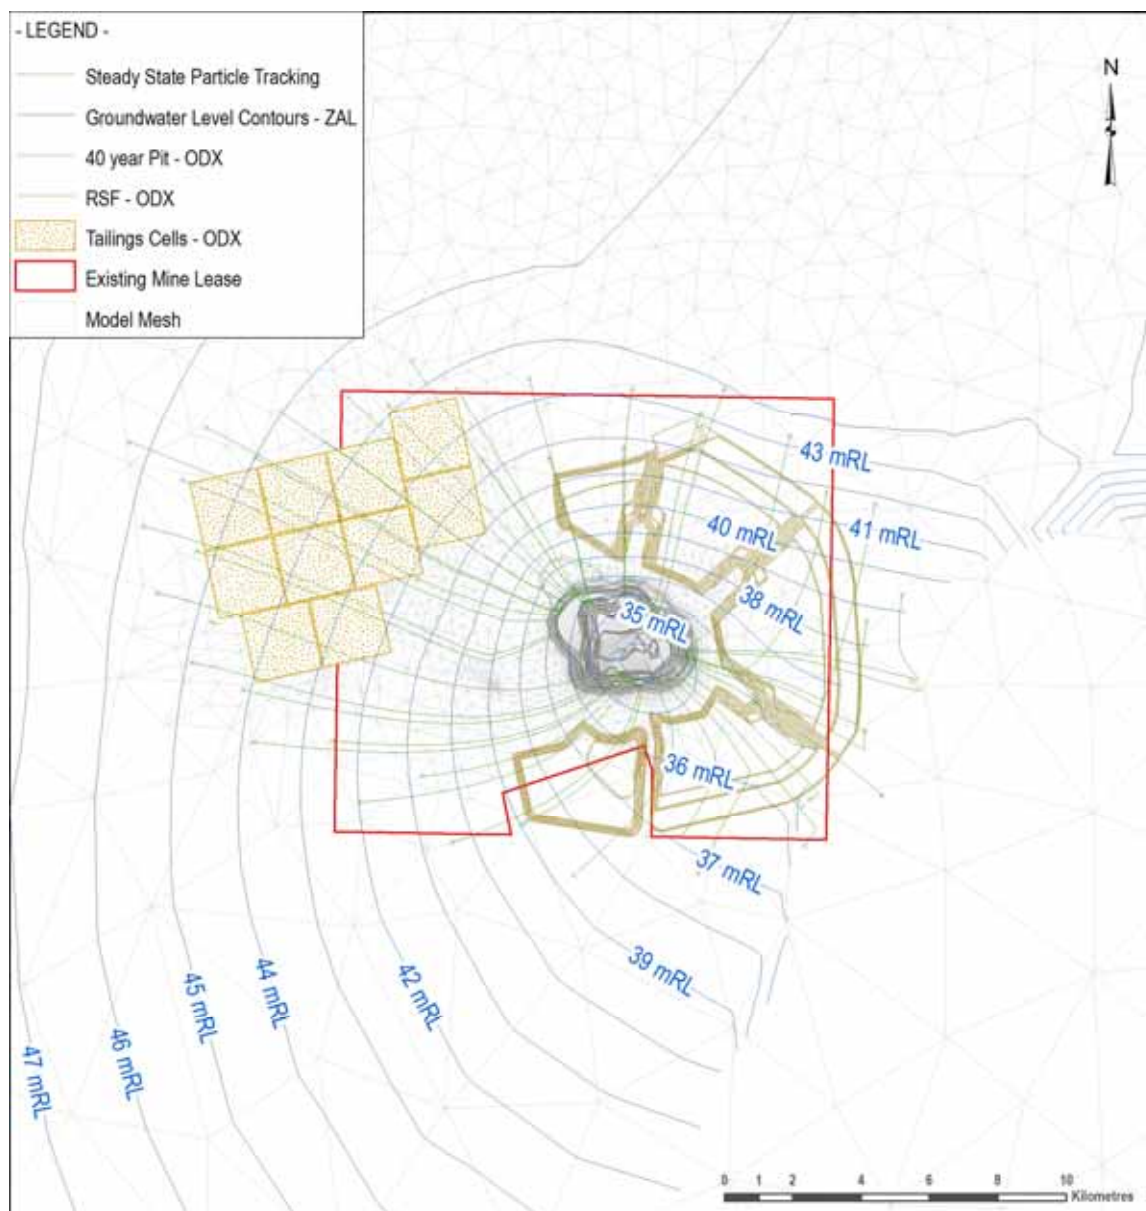 - LEGEND -
Steady State Particle Tracking
Groundwater Level Contours - ZAL
40 year Pit - ODX
RSF - ODX
Tailings Cells - ODX
Existing Mine Lease
Model Mesh
N
43 mRL
40 mRL
41 mRL
38 mRL
35 mRL
36 mRL
37 mRL
39 mRL
42 mRL
44 mRL
45 mRL
46 mRL
47 mRL
0 1 2 4 6 8 10
Kilometres